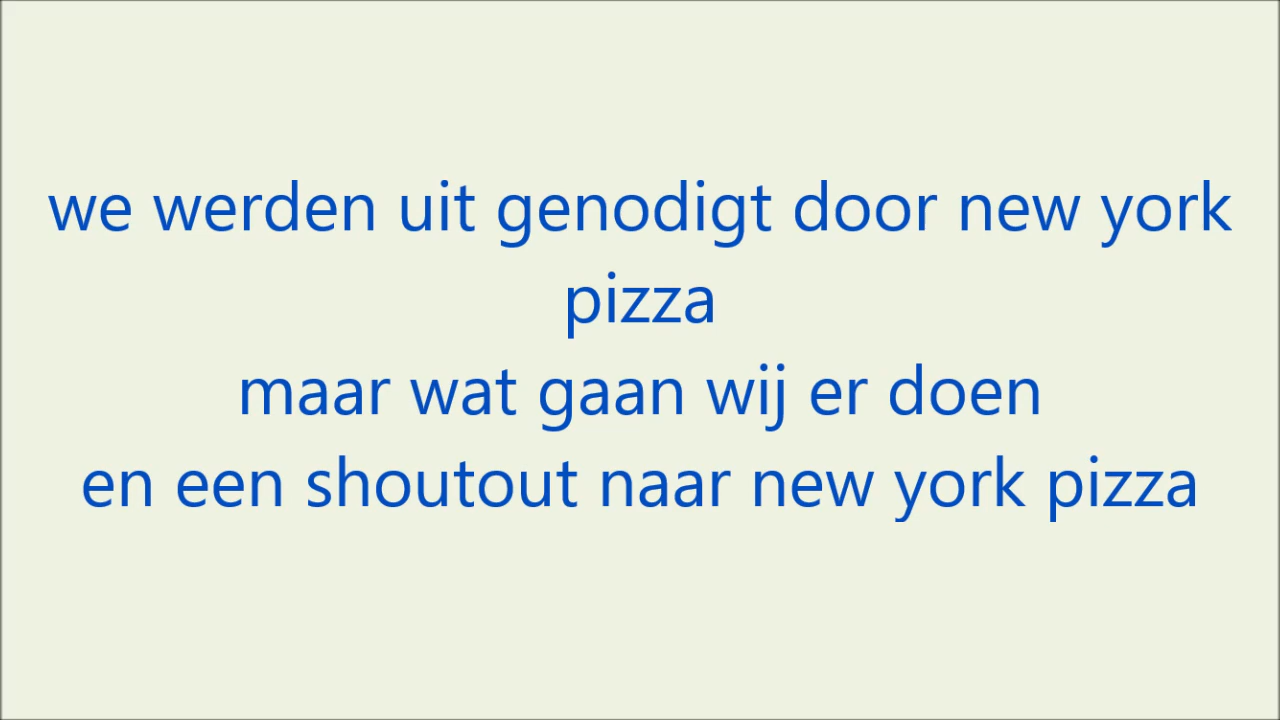 we werden uit genodigt door new york
pizza
maar wat gaan wij er doen
en een shoutout naar new york pizza